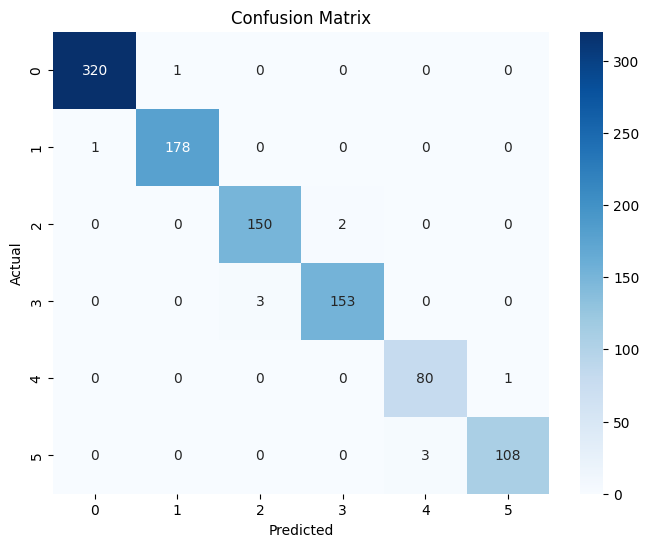 Confusion Matrix
Actual
0 320 1 0 0 0 0
1 1 178 0 0 0 0
2 0 0 150 2 0 0
3 0 0 3 153 0 0
4 0 0 0 0 80 1
5 0 0 0 0 3 108
0 1 2 3 4 5
Predicted
300
250
200
150
100
50
0